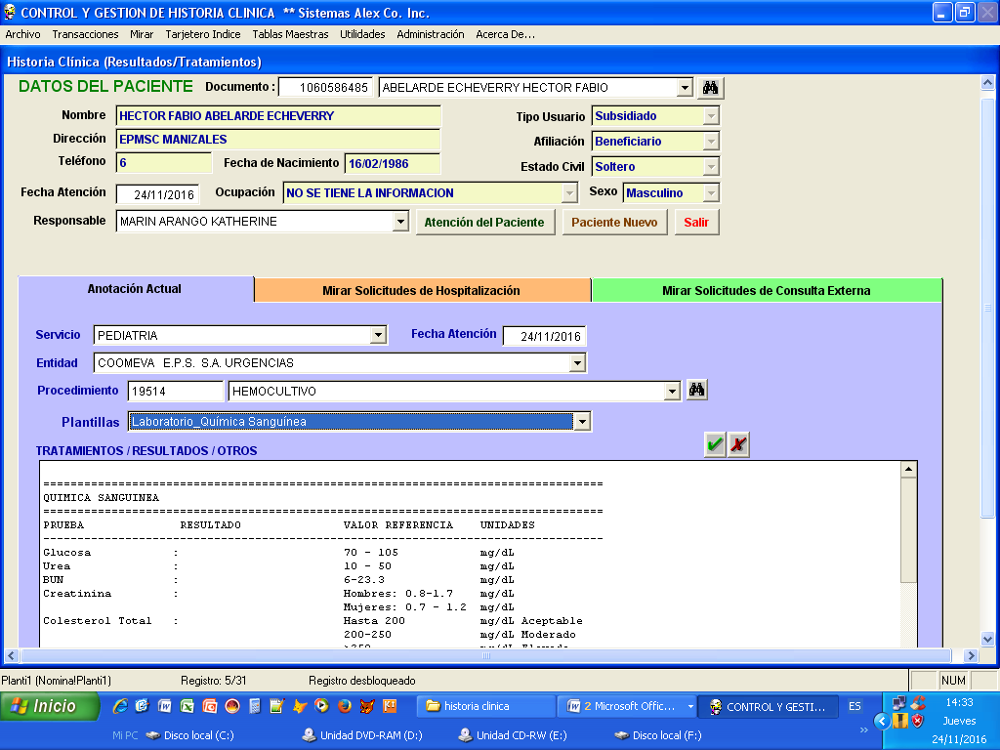 CONTROL Y GESTION DE HISTORIA CLINICA ** Sistemas Alex Co. Inc.
Archivo Transacciones Mirar Tarjetero Indice Tablas Maestras Utilidades Administración Acerca De...
Historia Clínica (Resultados/Tratamientos)
DATOS DEL PACIENTE Documento : 1060586485 ABELARDE ECHEVERRY HECTOR FABIO
Nombre HECTOR FABIO ABELARDE ECHEVERRY Tipo Usuario Subsidiado
Dirección EPMSC MANIZALES Afiliación Beneficiario
Teléfono 6 Fecha de Nacimiento 16/02/1986 Estado Civil Soltero
Fecha Atención 24/11/2016 Ocupación NO SE TIENE LA INFORMACION Sexo Masculino
Responsable MARIN ARANGO KATHERINE Atención del Paciente Paciente Nuevo Salir
Anotación Actual Mirar Solicitudes de Hospitalización Mirar Solicitudes de Consulta Externa
Servicio PEDIATRIA Fecha Atención 24/11/2016
Entidad COOMEVA E.P.S. S.A. URGENCIAS
Procedimiento 19514 HEMOCULTIVO
Plantillas Laboratorio_Química Sanguínea
TRATAMIENTOS / RESULTADOS / OTROS
==================================================================================
QUIMICA SANGUINEA
==================================================================================
PRUEBA RESULTADO VALOR REFERENCIA UNIDADES
----------------------------------------------------------------------------------
Glucosa : 70 - 105 mg/dL
Urea : 10 - 50 mg/dL
BUN : 6-23.3 mg/dL
Creatinina : Hombres: 0.8-1.7 mg/dL
Mujeres: 0.7 - 1.2 mg/dL
Colesterol Total : Hasta 200 mg/dL Aceptable
200-250 mg/dL Moderado
Planti1 (Nomina!Planti1) Registro: 5/31 Registro desbloqueado NUM
Inicio historia clinica 2 Microsoft Offic... CONTROL Y GESTI... ES 14:33
Jueves
Mi PC Disco local (C:) Unidad DVD-RAM (D:) Unidad CD-RW (E:) Disco local (F:) 24/11/2016